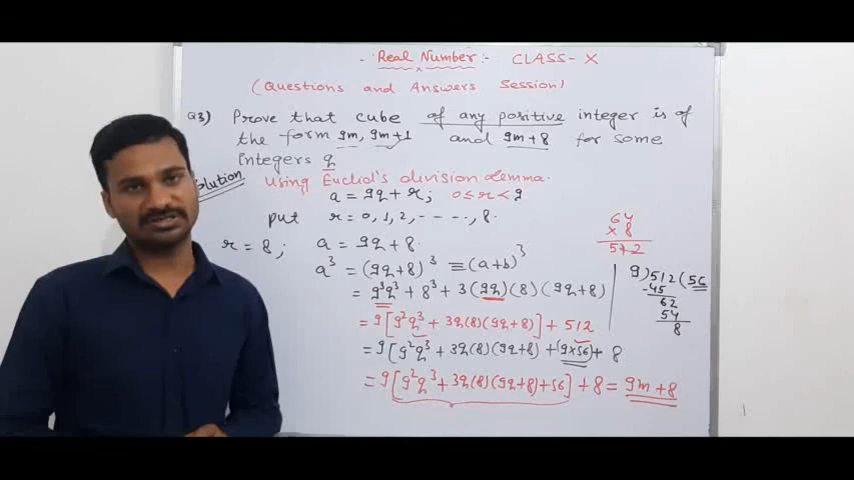 - Real Number:- CLASS-X
(Questions and Answers Session)
Q3) Prove that cube of any positive integer is of
the form 9m, 9m+1 and 9m+8 for some
integers q
Solution Using Euclid's division Lemma.
a = 9q + r; 0 ≤ r < 9
put r = 0, 1, 2, - - - -, 8.
r = 8; a = 9q + 8.
a³ = (9q+8)³ ≡ (a+b)³
= 9³q³ + 8³ + 3(9q)(8)(9q+8)
= 9[9²q³ + 3q(8)(9q+8)] + 512
= 9[9²q³ + 3q(8)(9q+8) + (9×56) + 8
= 9[9²q³ + 3q(8)(9q+8) + 56] + 8 = 9m + 8
64
× 8
512
9)512(56
-45
62
54
8